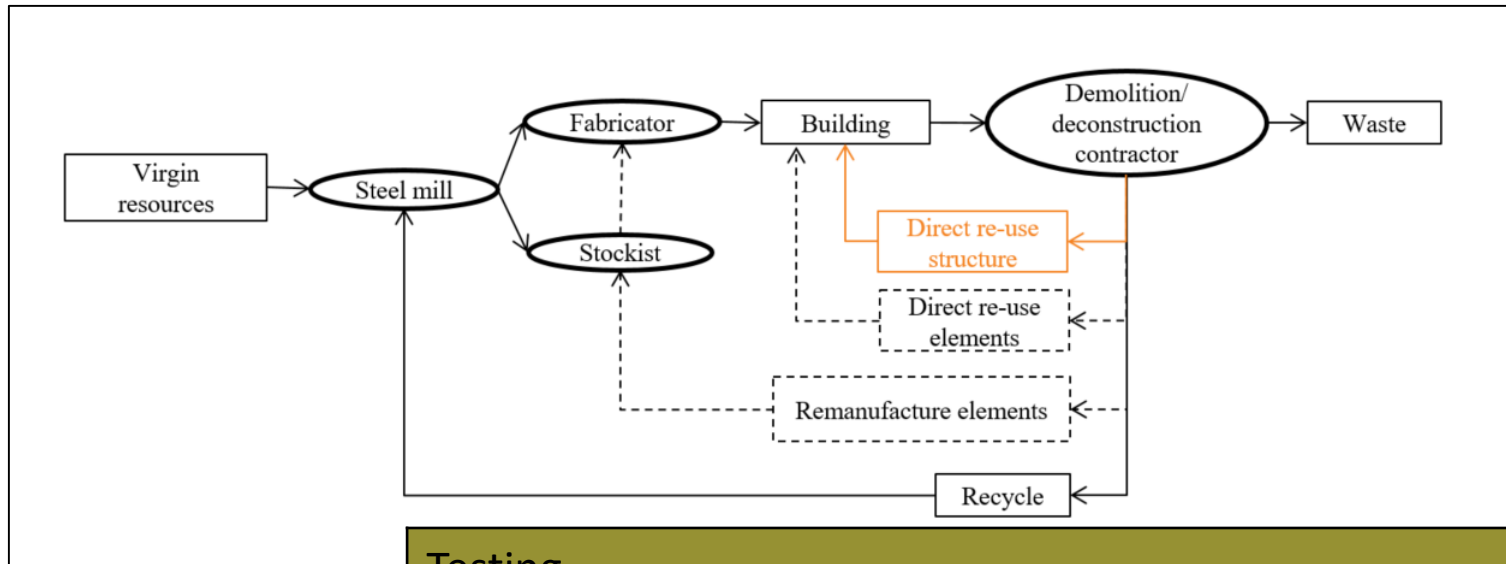 Virgin
resources
Steel mill
Fabricator
Stockist
Building
Demolition/
deconstruction
contractor
Waste
Direct re-use
structure
Direct re-use
elements
Remanufacture elements
Recycle
Testing